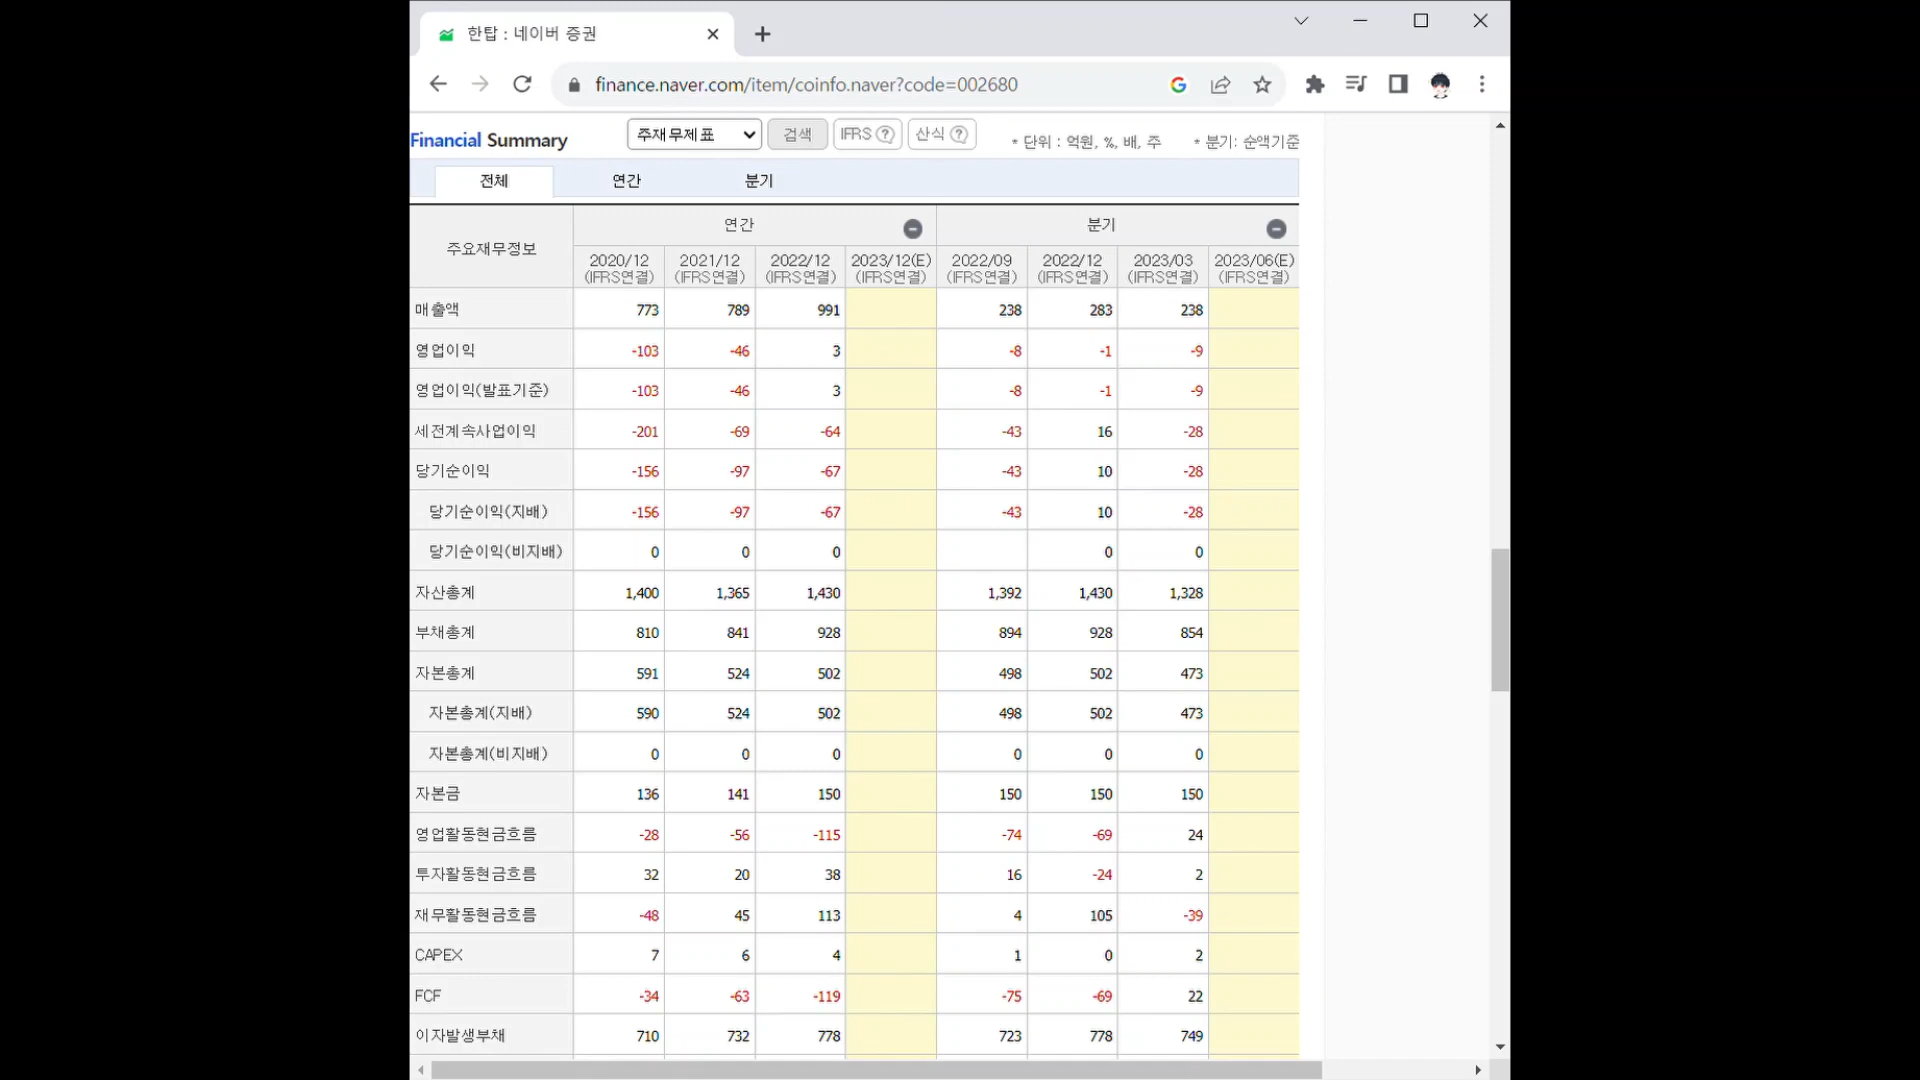 한탑 : 네이버 증권
finance.naver.com/item/coinfo.naver?code=002680
Financial Summary 주재무제표 검색 IFRS ? 산식 ? * 단위 : 억원, %, 배, 주 * 분기: 순액기준
전체 연간 분기
주요재무정보 연간 분기
2020/12 2021/12 2022/12 2023/12(E) 2022/09 2022/12 2023/03 2023/06(E)
(IFRS연결) (IFRS연결) (IFRS연결) (IFRS연결) (IFRS연결) (IFRS연결) (IFRS연결) (IFRS연결)
매출액 773 789 991 238 283 238
영업이익 -103 -46 3 -8 -1 -9
영업이익(발표기준) -103 -46 3 -8 -1 -9
세전계속사업이익 -201 -69 -64 -43 16 -28
당기순이익 -156 -97 -67 -43 10 -28
당기순이익(지배) -156 -97 -67 -43 10 -28
당기순이익(비지배) 0 0 0 0 0
자산총계 1,400 1,365 1,430 1,392 1,430 1,328
부채총계 810 841 928 894 928 854
자본총계 591 524 502 498 502 473
자본총계(지배) 590 524 502 498 502 473
자본총계(비지배) 0 0 0 0 0 0
자본금 136 141 150 150 150 150
영업활동현금흐름 -28 -56 -115 -74 -69 24
투자활동현금흐름 32 20 38 16 -24 2
재무활동현금흐름 -48 45 113 4 105 -39
CAPEX 7 6 4 1 0 2
FCF -34 -63 -119 -75 -69 22
이자발생부채 710 732 778 723 778 749